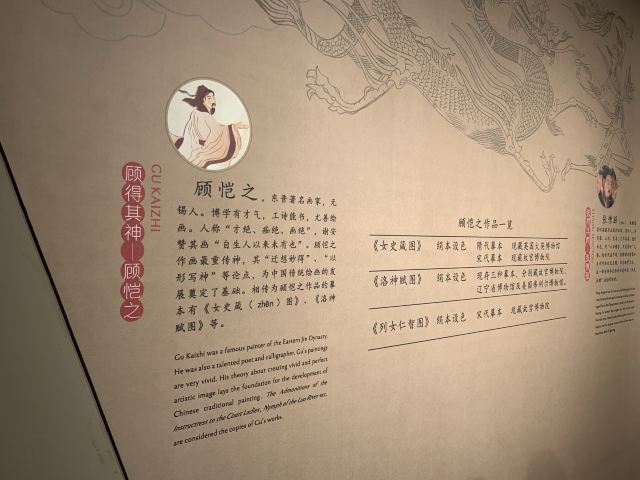 顾得其神—顾恺之
GU KAIZHI
顾恺之，东晋著名画家，无
锡人。博学有才气，工诗能书，尤善绘
画。人称“才绝、痴绝、画绝”，谢安
赞其画“自生人以来未有也”。顾恺之
作画最重传神，其“迁想妙得”、“以
形写神”等论点，为中国传统绘画的发
展奠定了基础。相传为顾恺之作品的摹
本有《女史箴（zhēn）图》、《洛神
赋图》等。
Gu Kaizhi was a famous painter of the Eastern Jin Dynasty.
He was also a talented poet and calligrapher. Gu's paintings
are very vivid. His theory about creating vivid and perfect
artistic image lays the foundation for the development of
Chinese traditional painting. The Admonitions of the
Instructress to the Court Ladies, Nymph of the Luo River etc.
are considered the copies of Gu's works.
顾恺之作品一览
《女史箴图》 绢本设色 隋代摹本 现藏英国大英博物馆
宋代摹本 现藏故宫博物院
《洛神赋图》 绢本设色 现存三种摹本，分别藏故宫博物院、
辽宁省博物馆及美国弗利尔博物馆。
《列女仁智图》 绢本设色 宋代摹本 现藏故宫博物院
张僧繇